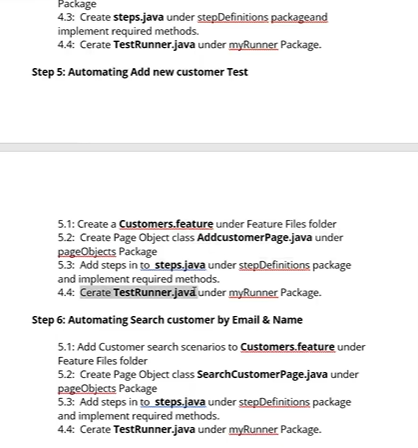 Package
4.3: Create steps.java under stepDefinitions packageand
implement required methods.
4.4: Cerate TestRunner.java under myRunner Package.
Step 5: Automating Add new customer Test
5.1: Create a Customers.feature under Feature Files folder
5.2: Create Page Object class AddcustomerPage.java under
pageObjects Package
5.3: Add steps in to steps.java under stepDefinitions package
and implement required methods.
4.4: Cerate TestRunner.java under myRunner Package.
Step 6: Automating Search customer by Email & Name
5.1: Add Customer search scenarios to Customers.feature under
Feature Files folder
5.2: Create Page Object class SearchCustomerPage.java under
pageObjects Package
5.3: Add steps in to steps.java under stepDefinitions package
and implement required methods.
4.4: Cerate TestRunner.java under myRunner Package.